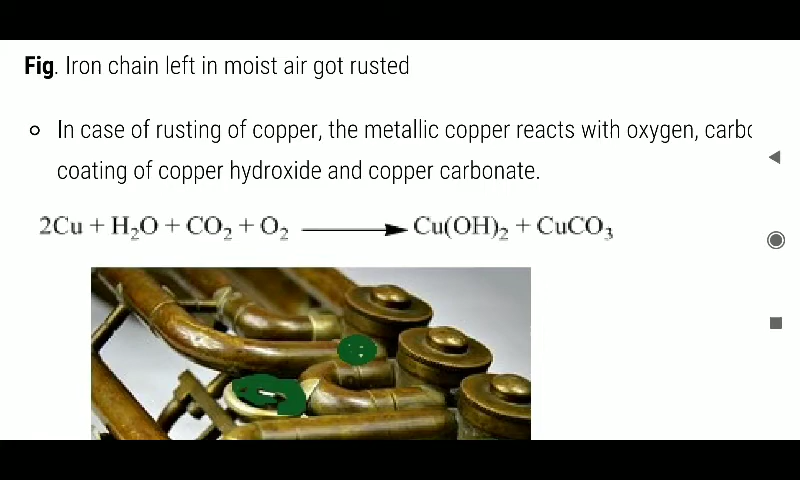 Fig. Iron chain left in moist air got rusted
o In case of rusting of copper, the metallic copper reacts with oxygen,
coating of copper hydroxide and copper carbonate.
2Cu + H₂O + CO₂ + O₂ ⟶ Cu(OH)₂ + CuCO₃